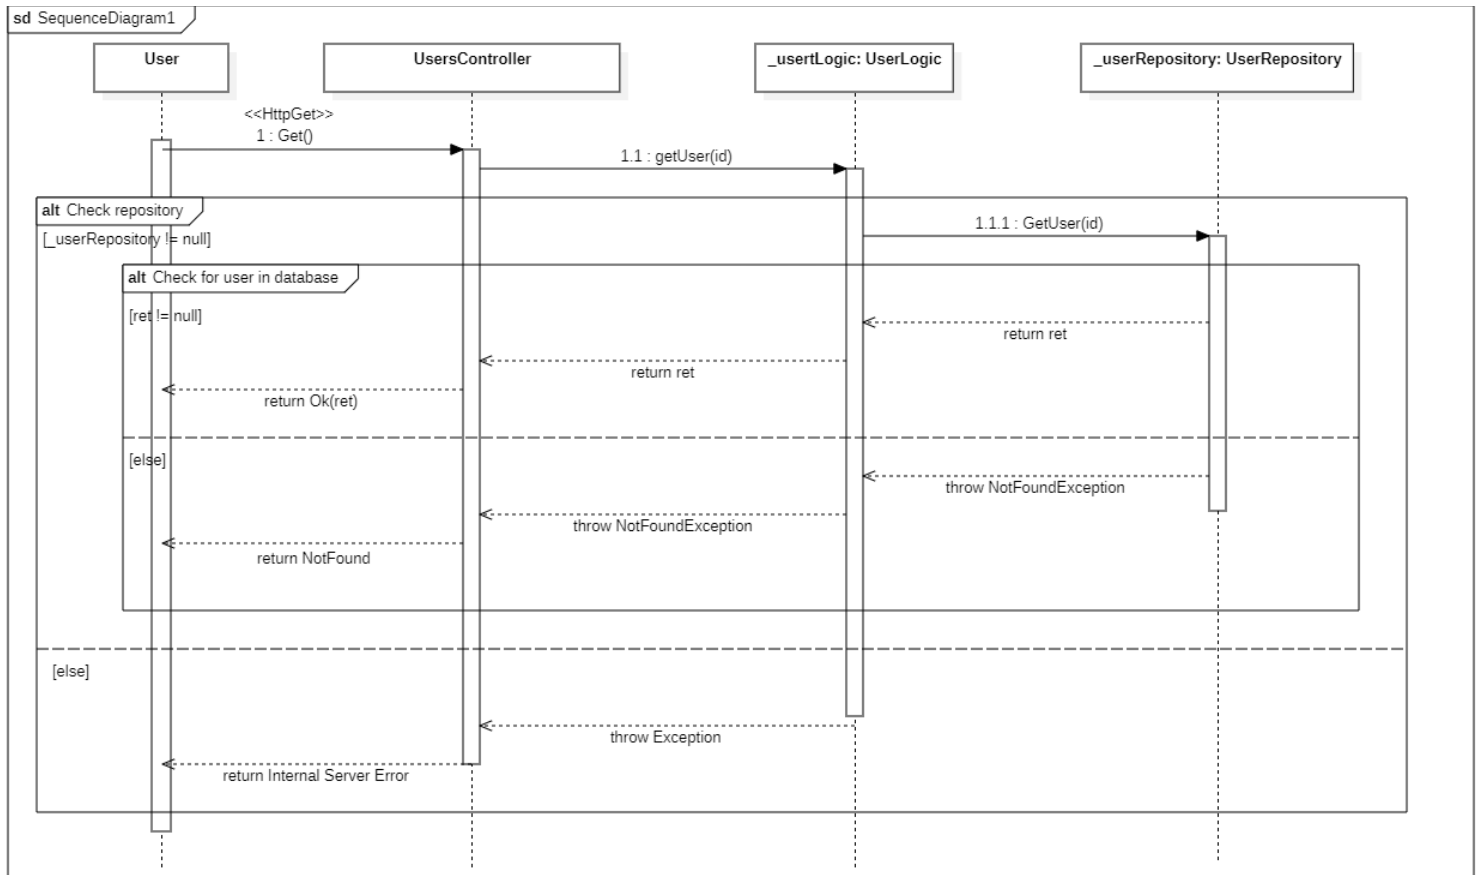 sd SequenceDiagram1
User
UsersController
_usertLogic: UserLogic
_userRepository: UserRepository
<<HttpGet>>
1 : Get()
1.1 : getUser(id)
alt Check repository
1.1.1 : GetUser(id)
[_userRepository != null]
alt Check for user in database
[ret != null]
return ret
return ret
return Ok(ret)
[else]
throw NotFoundException
throw NotFoundException
return NotFound
[else]
throw Exception
return Internal Server Error